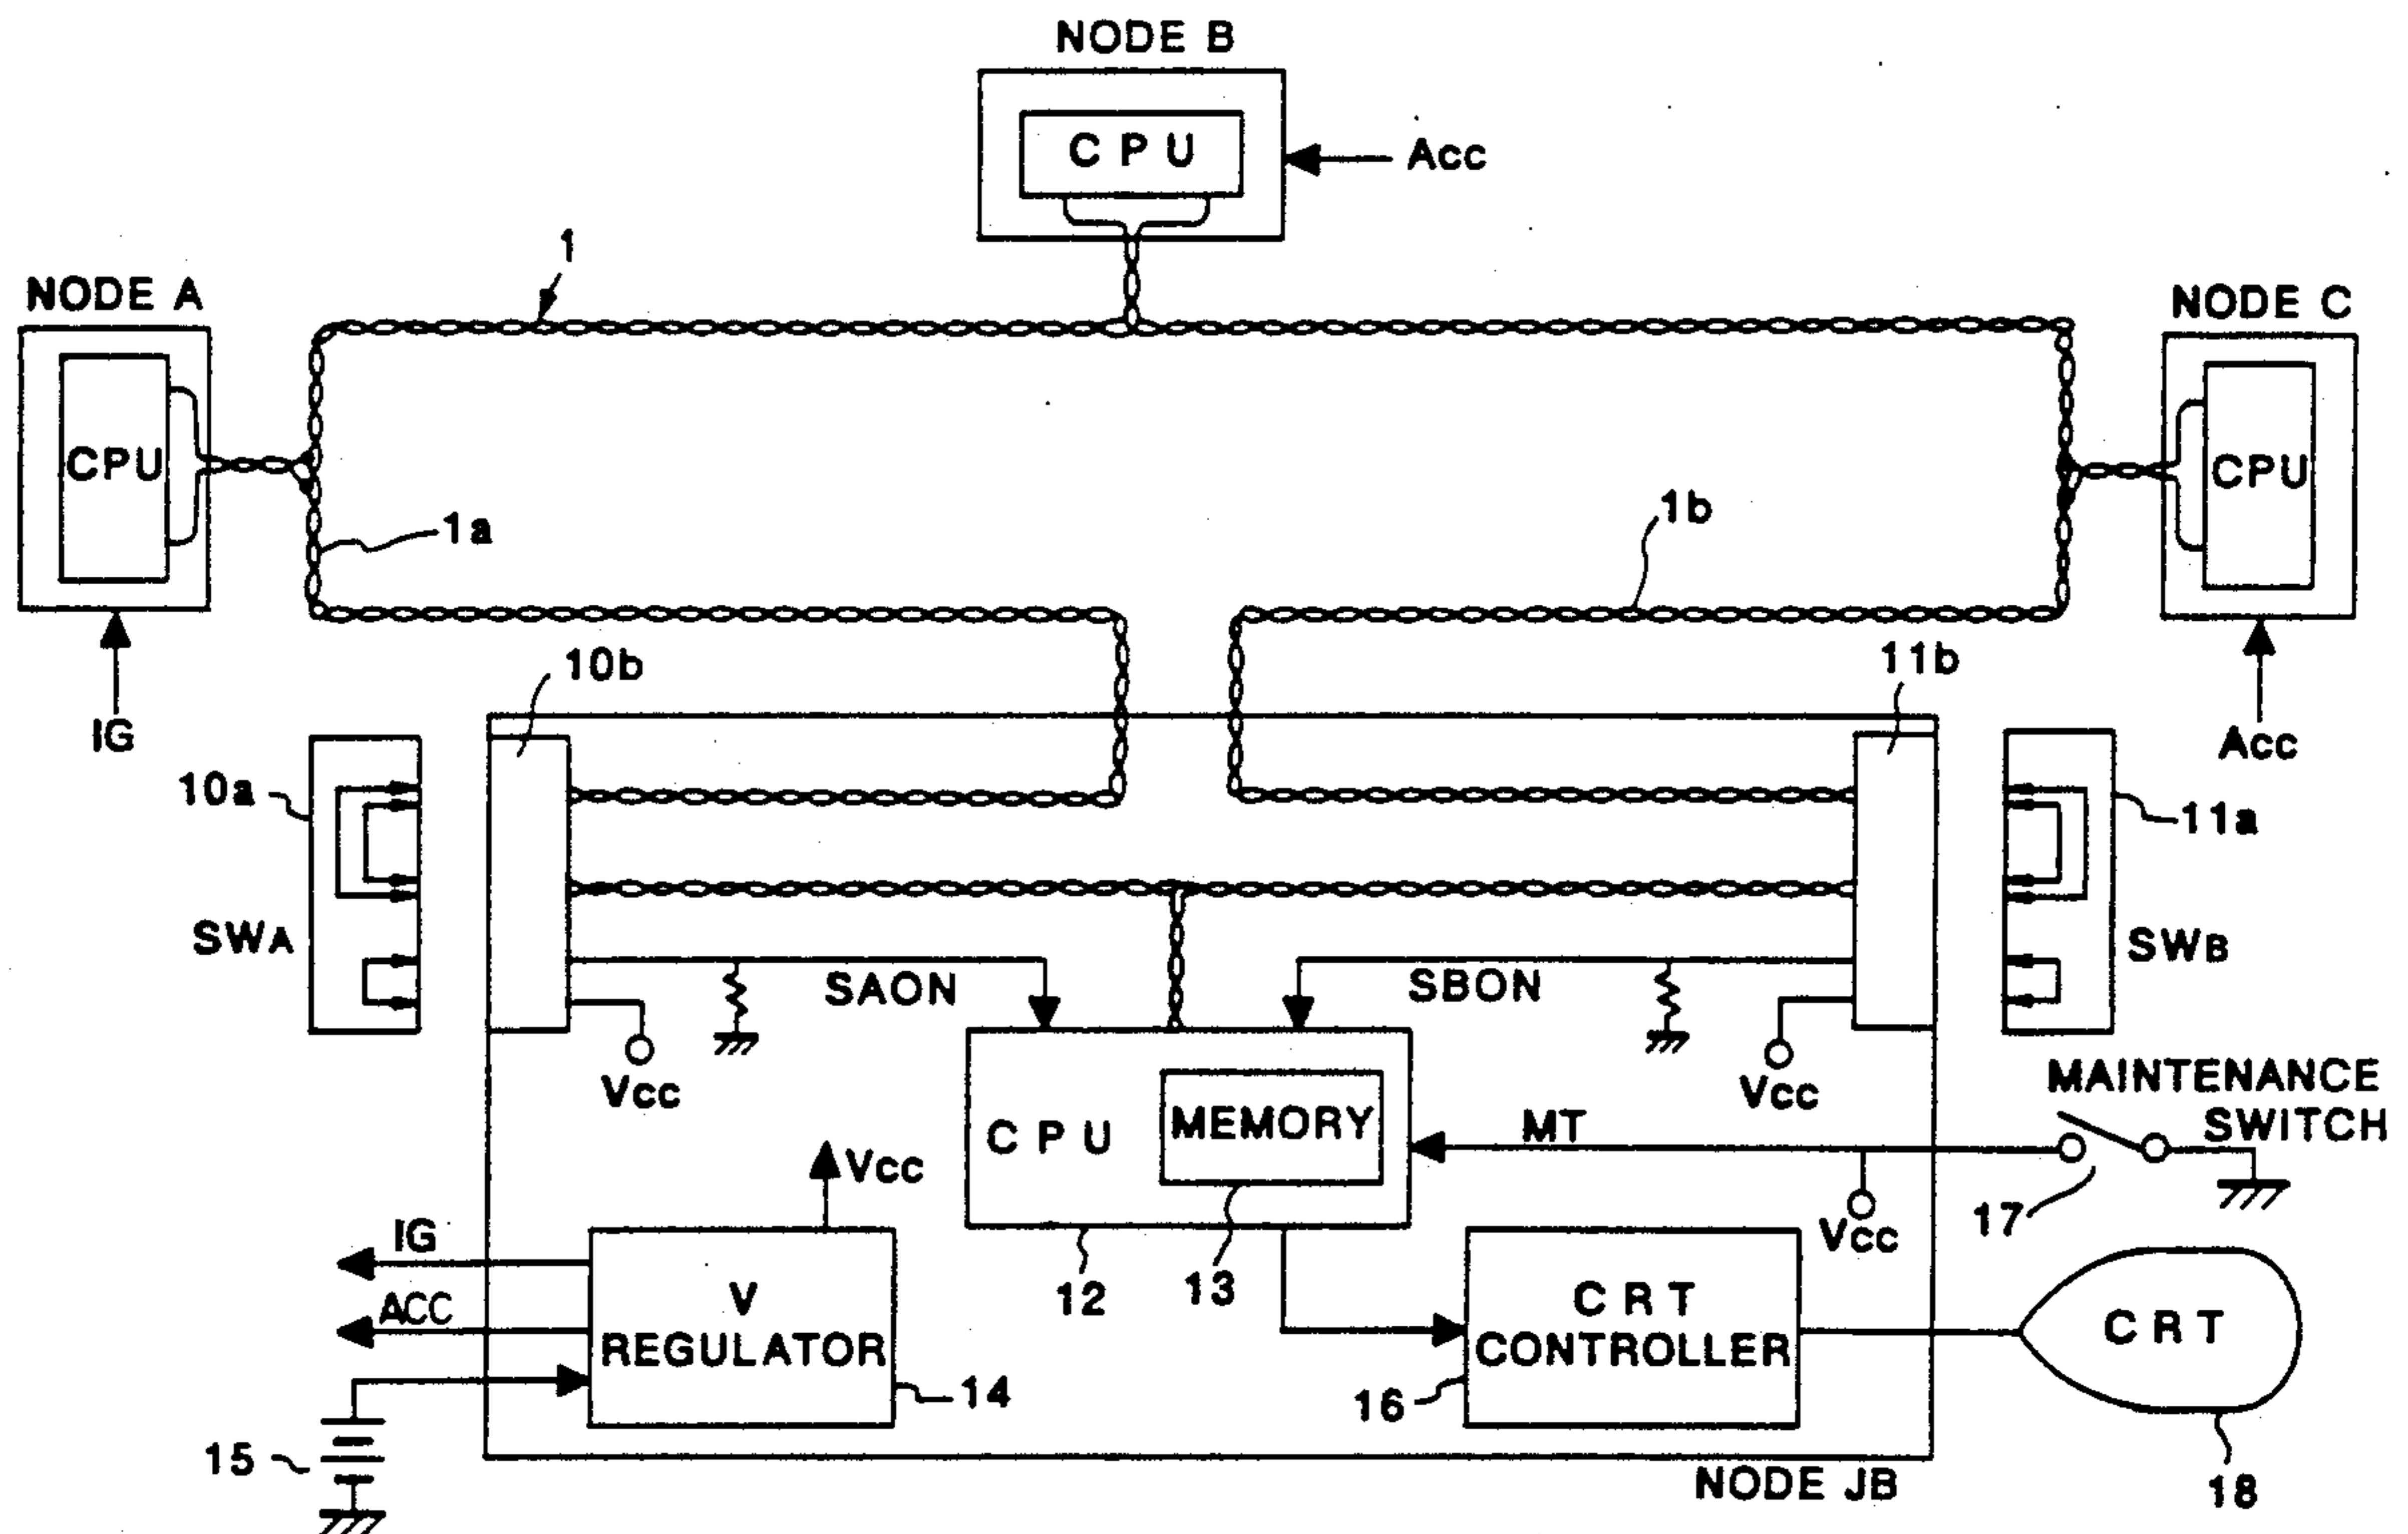 NODE B
CPU
Acc
1
NODE A
CPU
IG
NODE C
CPU
Acc
1a
1b
10b
11b
10a
11a
SWA
SWB
SAON
SBON
Vcc
Vcc
MAINTENANCE
SWITCH
CPU
MEMORY
MT
Vcc
17
Vcc
IG
ACC
V
REGULATOR
12
13
CRT
CONTROLLER
CRT
14
16
15
NODE JB
18